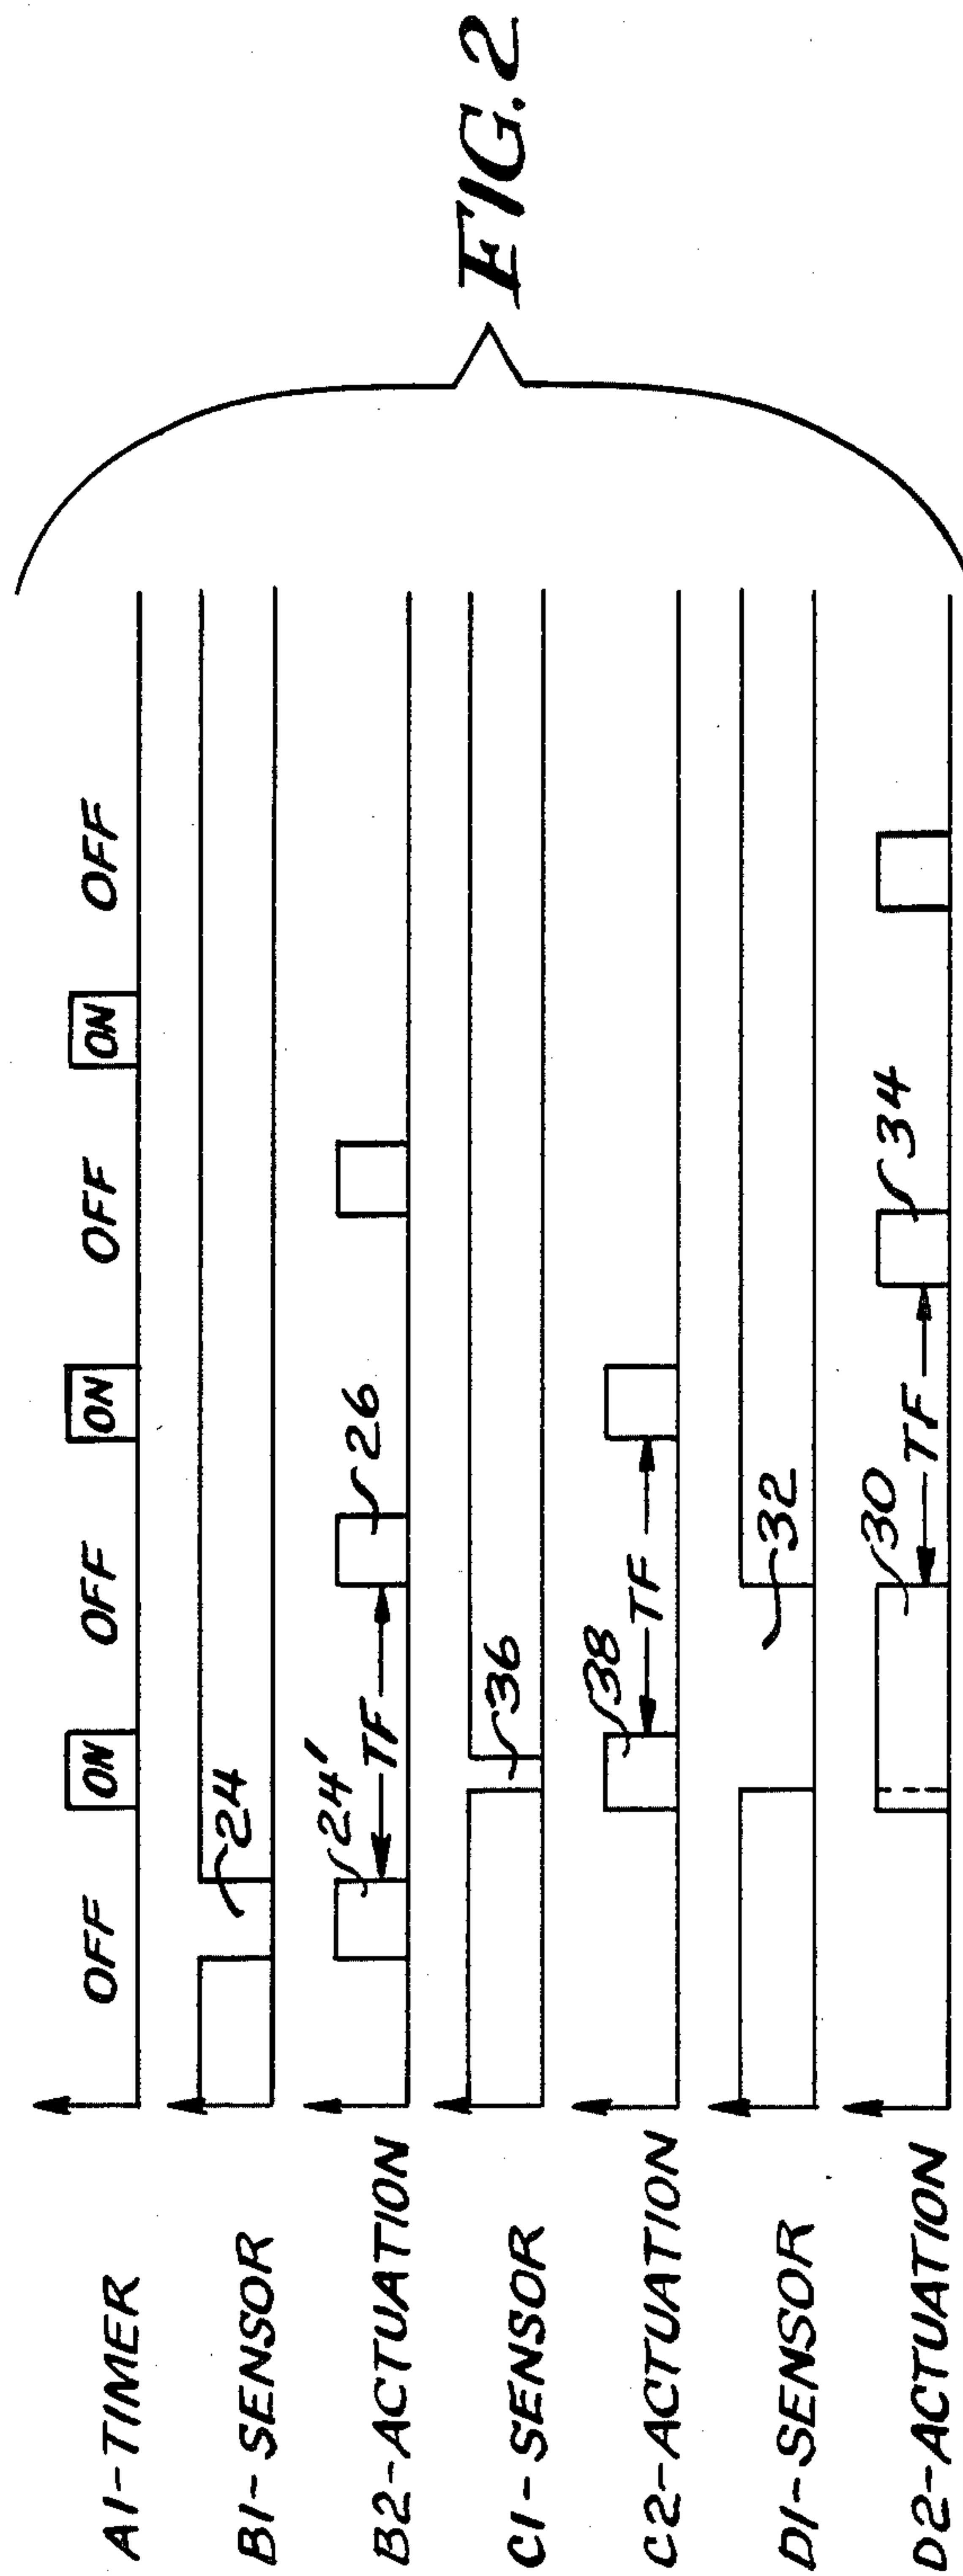 A1-TIMER
OFF ON OFF ON OFF ON OFF
B1-SENSOR
24
B2-ACTUATION
24' TF 26
C1-SENSOR
36
C2-ACTUATION
38 TF
D1-SENSOR
32
D2-ACTUATION
30 TF 34
FIG. 2